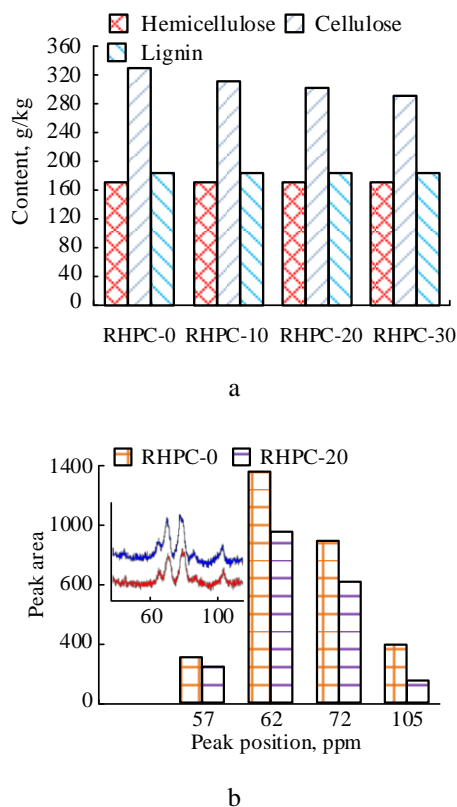 Hemicellulose Cellulose
Lignin
360
320
280
240
200
160
120
80
40
0
Content, g/kg
RHPC-0 RHPC-10 RHPC-20 RHPC-30
a
RHPC-0 RHPC-20
1400
1000
600
400
0
Peak area
60 100
57 62 72 105
Peak position, ppm
b